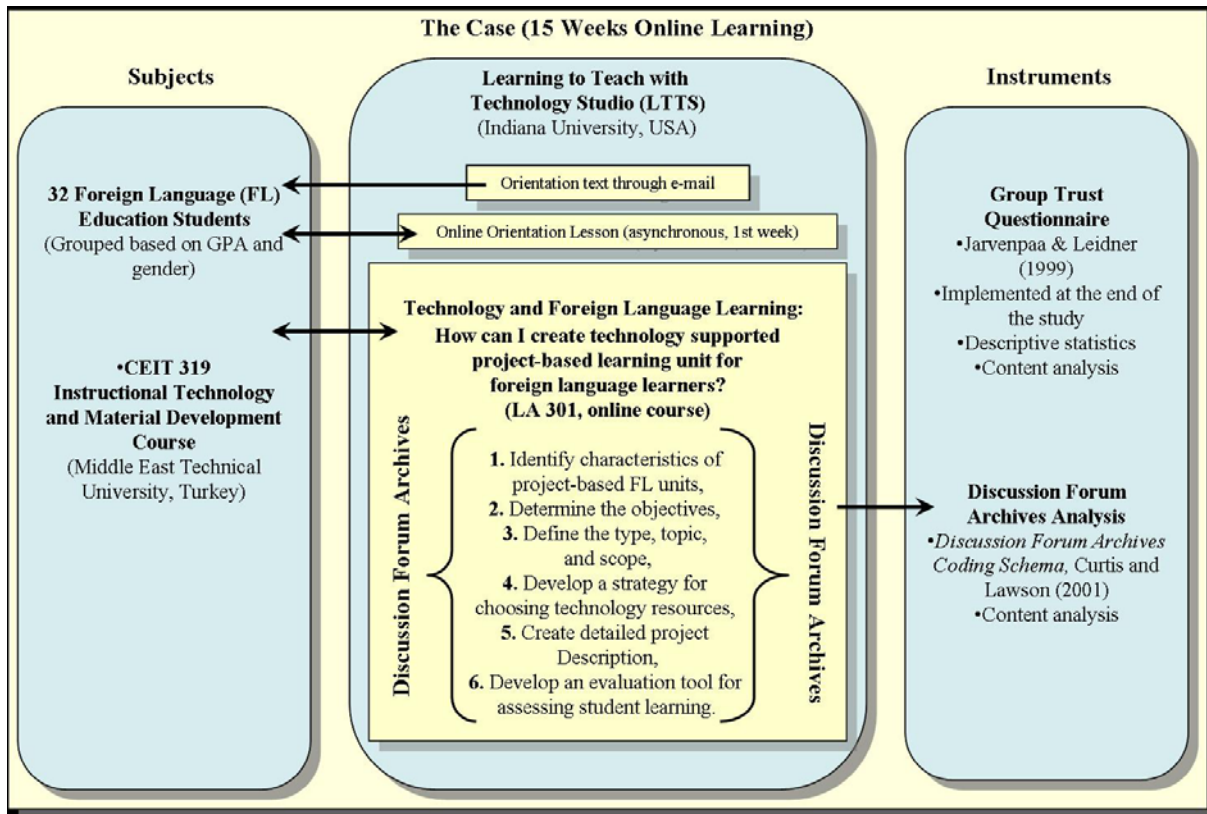 The Case (15 Weeks Online Learning)
Subjects
32 Foreign Language (FL)
Education Students
(Grouped based on GPA and
gender)
•CEIT 319
Instructional Technology
and Material Development
Course
(Middle East Technical
University, Turkey)
Learning to Teach with
Technology Studio (LTTS)
(Indiana University, USA)
Orientation text through e-mail
Online Orientation Lesson (asynchronous, 1st week)
Technology and Foreign Language Learning:
How can I create technology supported
project-based learning unit for
foreign language learners?
(LA 301, online course)
Discussion Forum Archives
1. Identify characteristics of
project-based FL units,
2. Determine the objectives,
3. Define the type, topic,
and scope,
4. Develop a strategy for
choosing technology resources,
5. Create detailed project
Description,
6. Develop an evaluation tool for
assessing student learning.
Discussion Forum Archives
Instruments
Group Trust
Questionnaire
•Jarvenpaa & Leidner
(1999)
•Implemented at the end of
the study
•Descriptive statistics
•Content analysis
Discussion Forum
Archives Analysis
•Discussion Forum Archives
Coding Schema, Curtis and
Lawson (2001)
•Content analysis